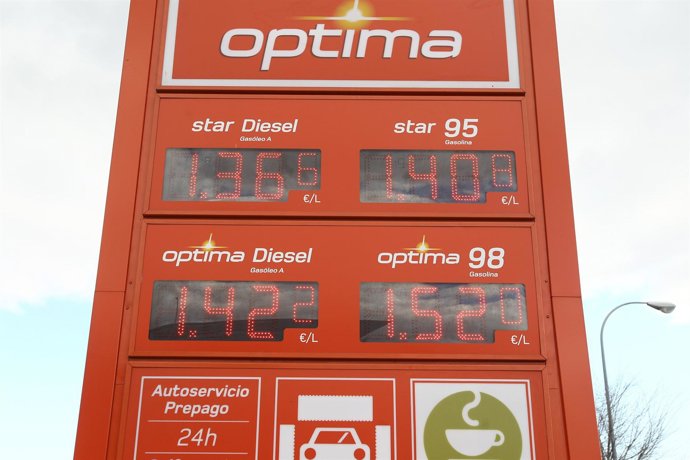 optima
star Diesel
Gasóleo A
star 95
Gasolina
1.366
€/L
1.408
€/L
optima Diesel
Gasóleo A
optima 98
Gasolina
1.422
€/L
1.520
€/L
Autoservicio
Prepago
24h